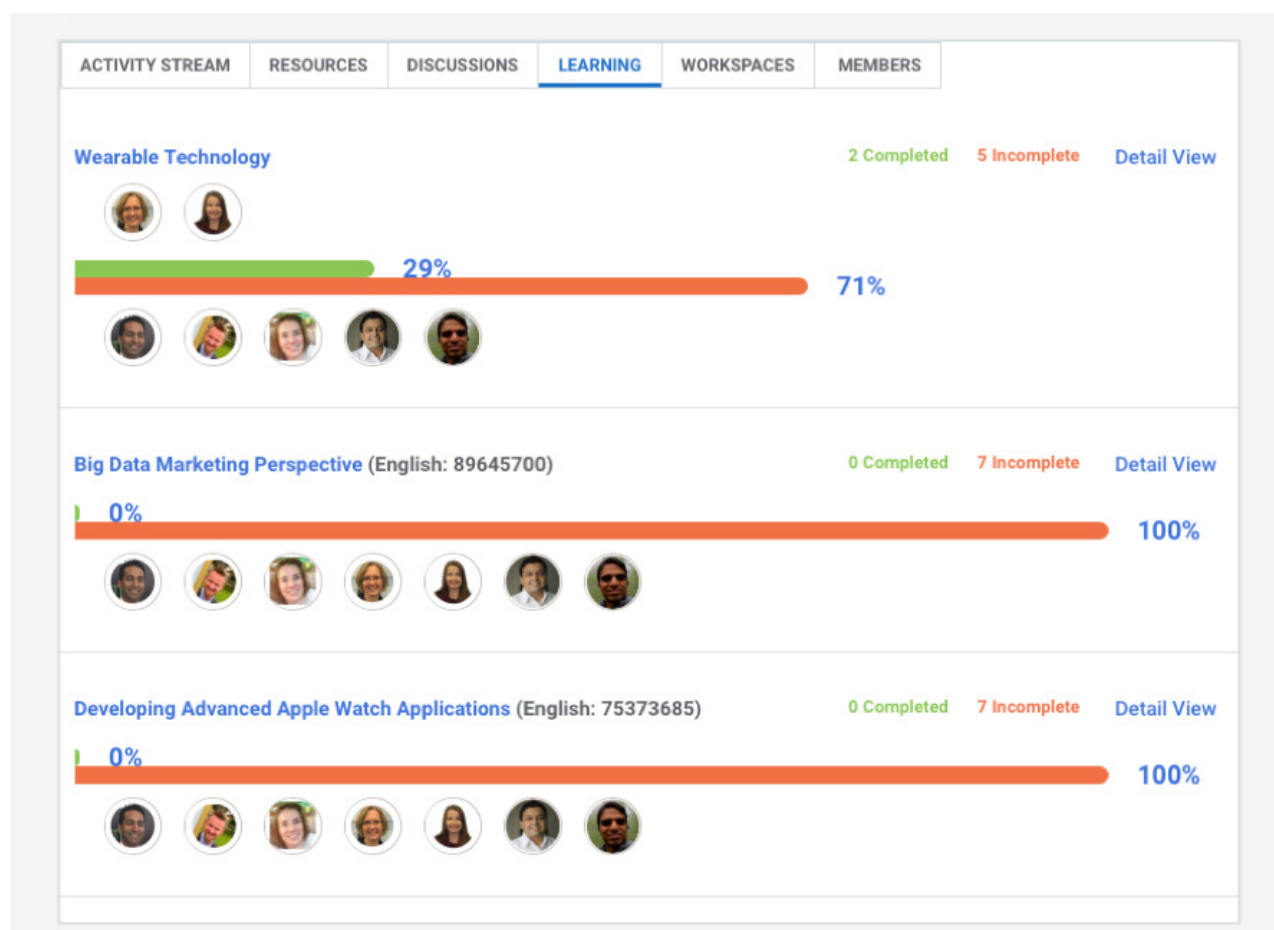 ACTIVITY STREAM RESOURCES DISCUSSIONS LEARNING WORKSPACES MEMBERS
Wearable Technology 2 Completed 5 Incomplete Detail View
29%
71%
Big Data Marketing Perspective (English: 89645700) 0 Completed 7 Incomplete Detail View
0%
100%
Developing Advanced Apple Watch Applications (English: 75373685) 0 Completed 7 Incomplete Detail View
0%
100%